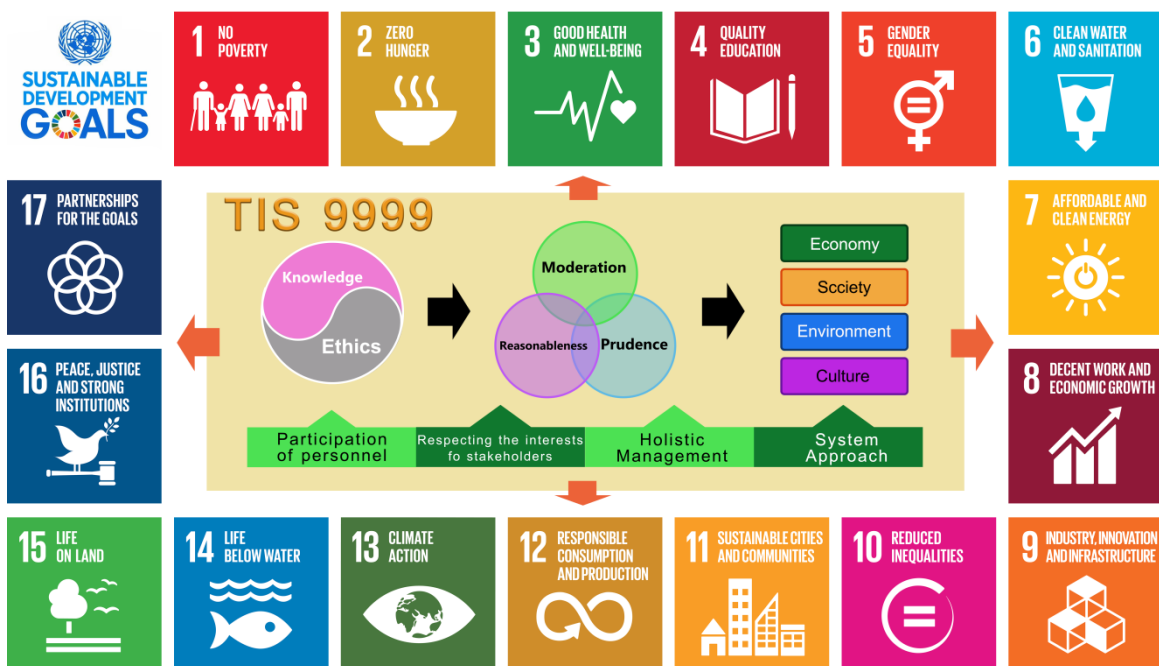 SUSTAINABLE
DEVELOPMENT
GOALS
1 NO
POVERTY
2 ZERO
HUNGER
3 GOOD HEALTH
AND WELL-BEING
4 QUALITY
EDUCATION
5 GENDER
EQUALITY
6 CLEAN WATER
AND SANITATION
17 PARTNERSHIPS
FOR THE GOALS
TIS 9999
Knowledge
Ethics
Moderation
Reasonableness
Prudence
Economy
Scciety
Environment
Culture
7 AFFORDABLE AND
CLEAN ENERGY
16 PEACE, JUSTICE
AND STRONG
INSTITUTIONS
Participation
of personnel
Respecting the interests
fo stakeholders
Holistic
Management
System
Approach
8 DECENT WORK AND
ECONOMIC GROWTH
15 LIFE
ON LAND
14 LIFE
BELOW WATER
13 CLIMATE
ACTION
12 RESPONSIBLE
CONSUMPTION
AND PRODUCTION
11 SUSTAINABLE CITIES
AND COMMUNITIES
10 REDUCED
INEQUALITIES
9 INDUSTRY, INNOVATION
AND INFRASTRUCTURE